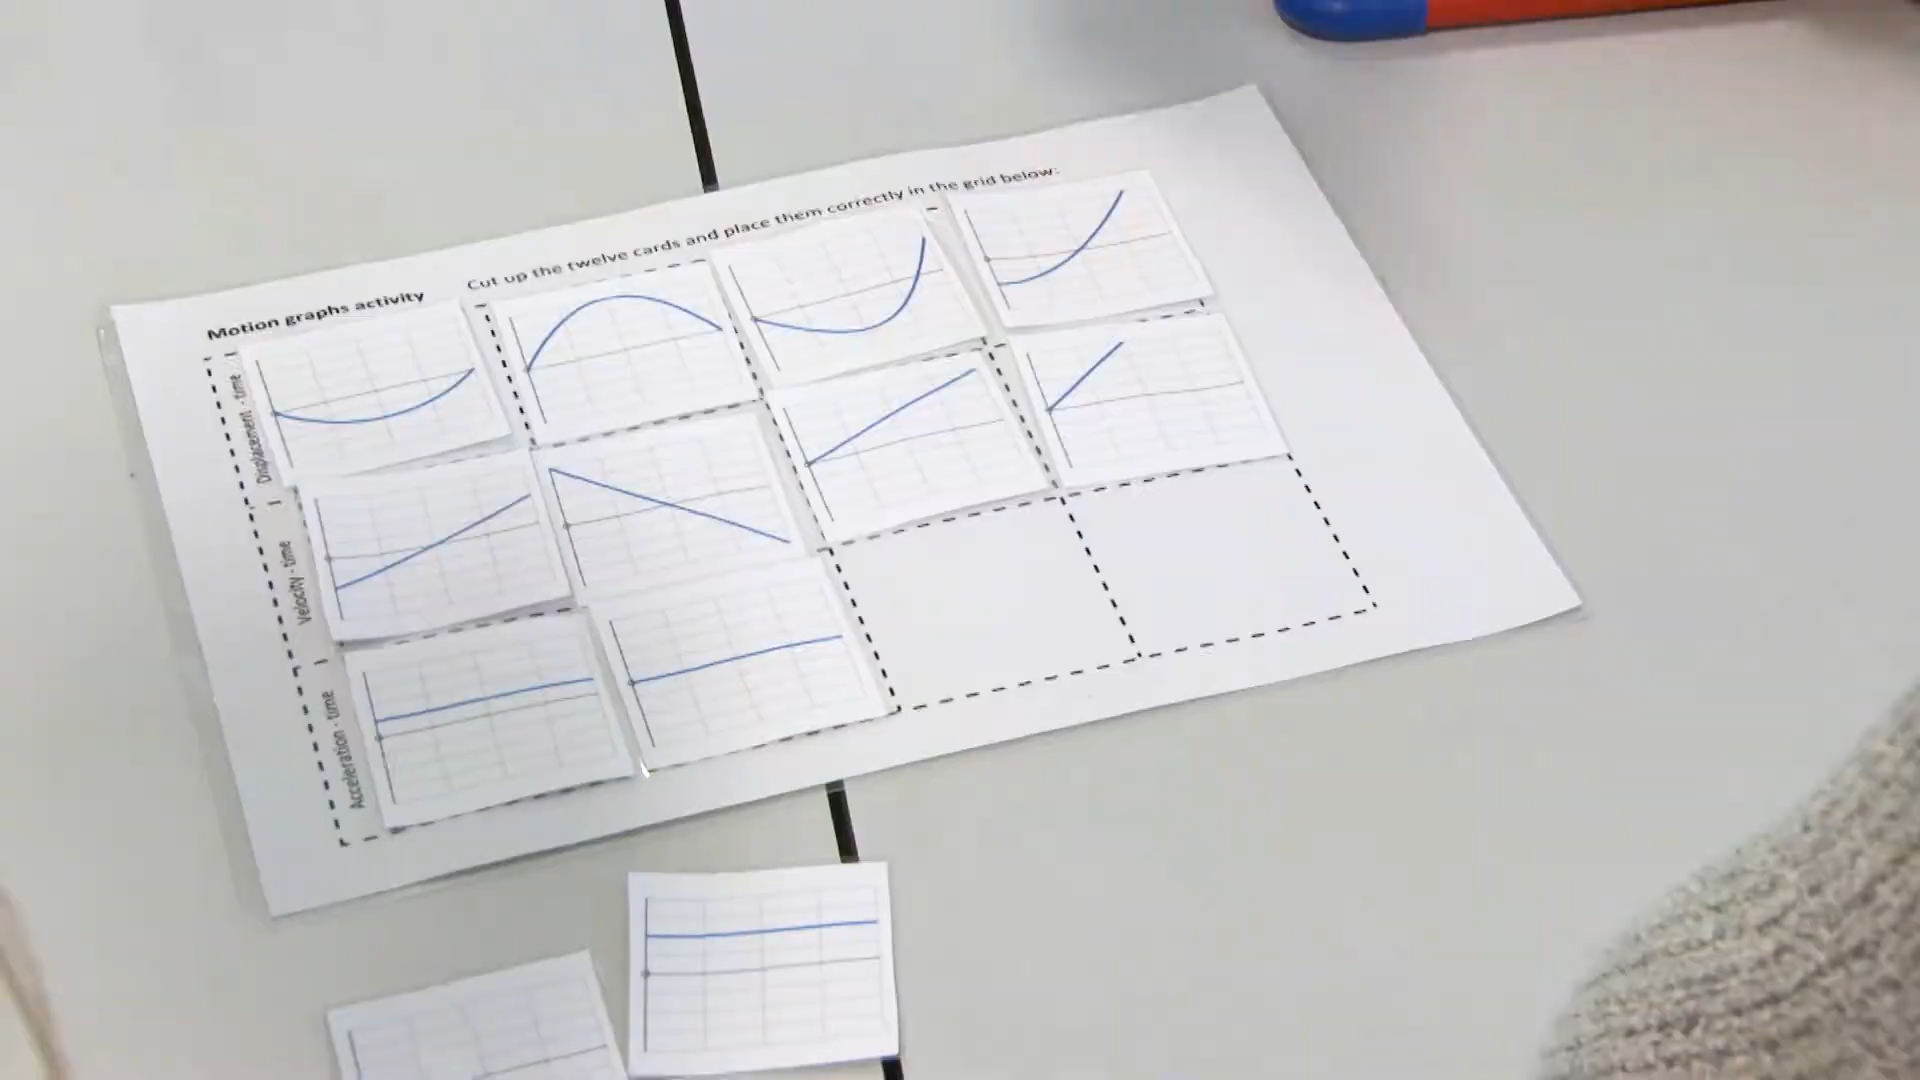 Motion graphs activity Cut up the twelve cards and place them correctly in the grid below:
Displacement - time
Velocity - time
Acceleration - time